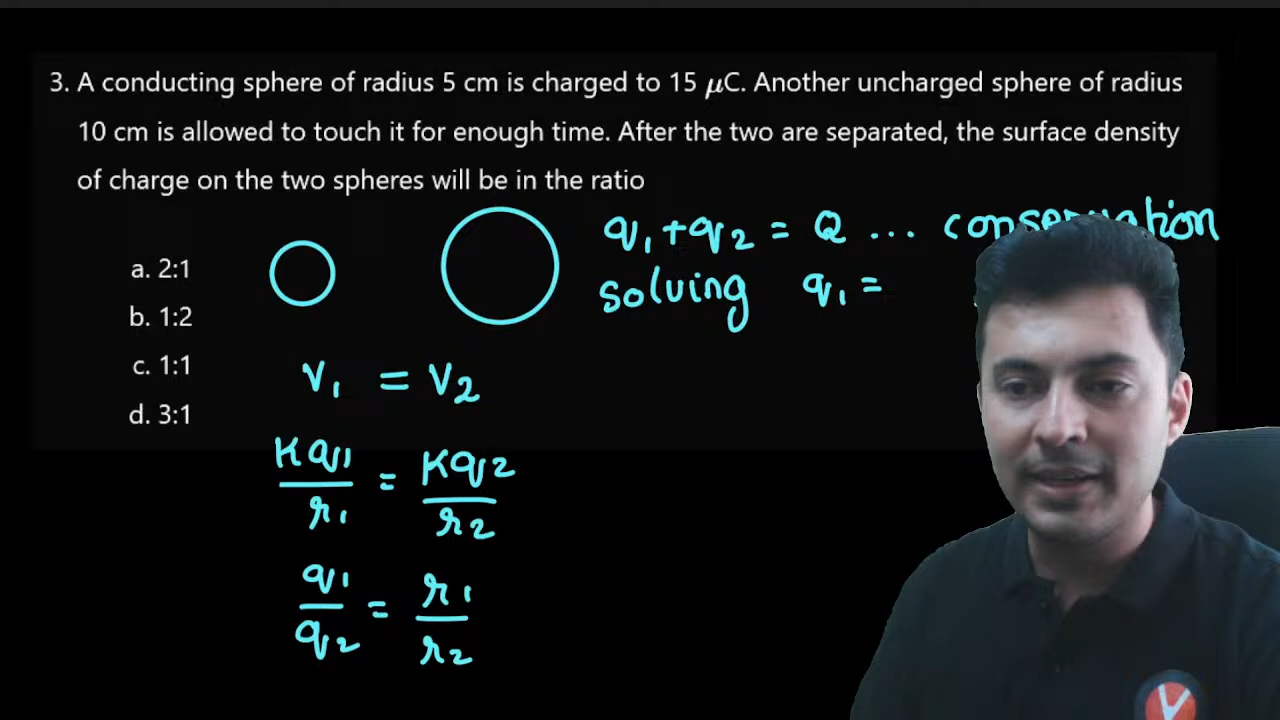 3. A conducting sphere of radius 5 cm is charged to 15 μC. Another uncharged sphere of radius
10 cm is allowed to touch it for enough time. After the two are separated, the surface density
of charge on the two spheres will be in the ratio
a. 2:1
b. 1:2
c. 1:1
d. 3:1
q₁+q₂ = Q ... conservation
solving q₁ =
V₁ = V₂
Kq₁/r₁ = Kq₂/r₂
q₁/q₂ = r₁/r₂